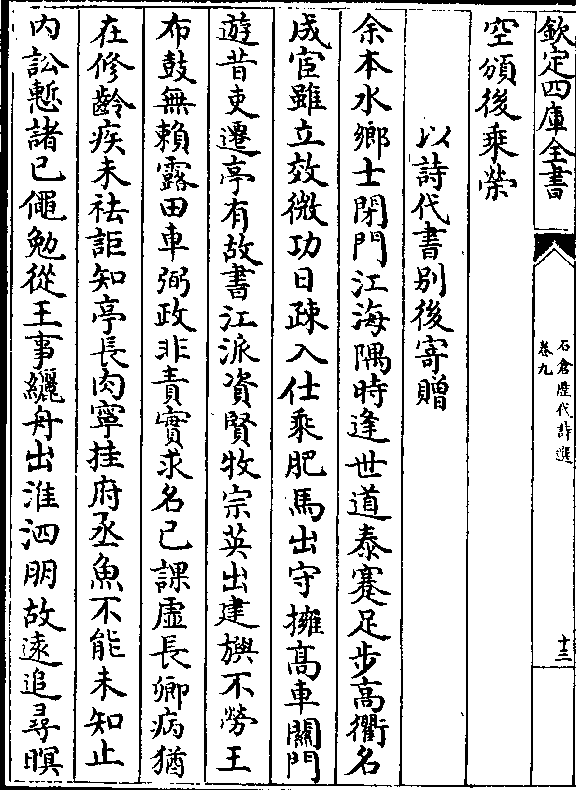 欽定四庫全書
石倉歷代詩選
卷九
十三
空頒後乘榮
以詩代書别後寄贈
余本水鄉士閉門江海隅時逢世道泰蹇足步高衢名
成宦雖立效微功日疎入仕乘肥馬出守擁高車關門
遊昔吏遷亭有故書江派資賢牧宗英出建旟不勞王
布鼓無賴露田車弼政非責實求名已課虛長卿病猶
在修齡疾未祛詎知亭長肉寧挂府丞魚不能未知止
内訟慙諸已僶勉從王事纚舟出淮泗朋故逺追尋暝